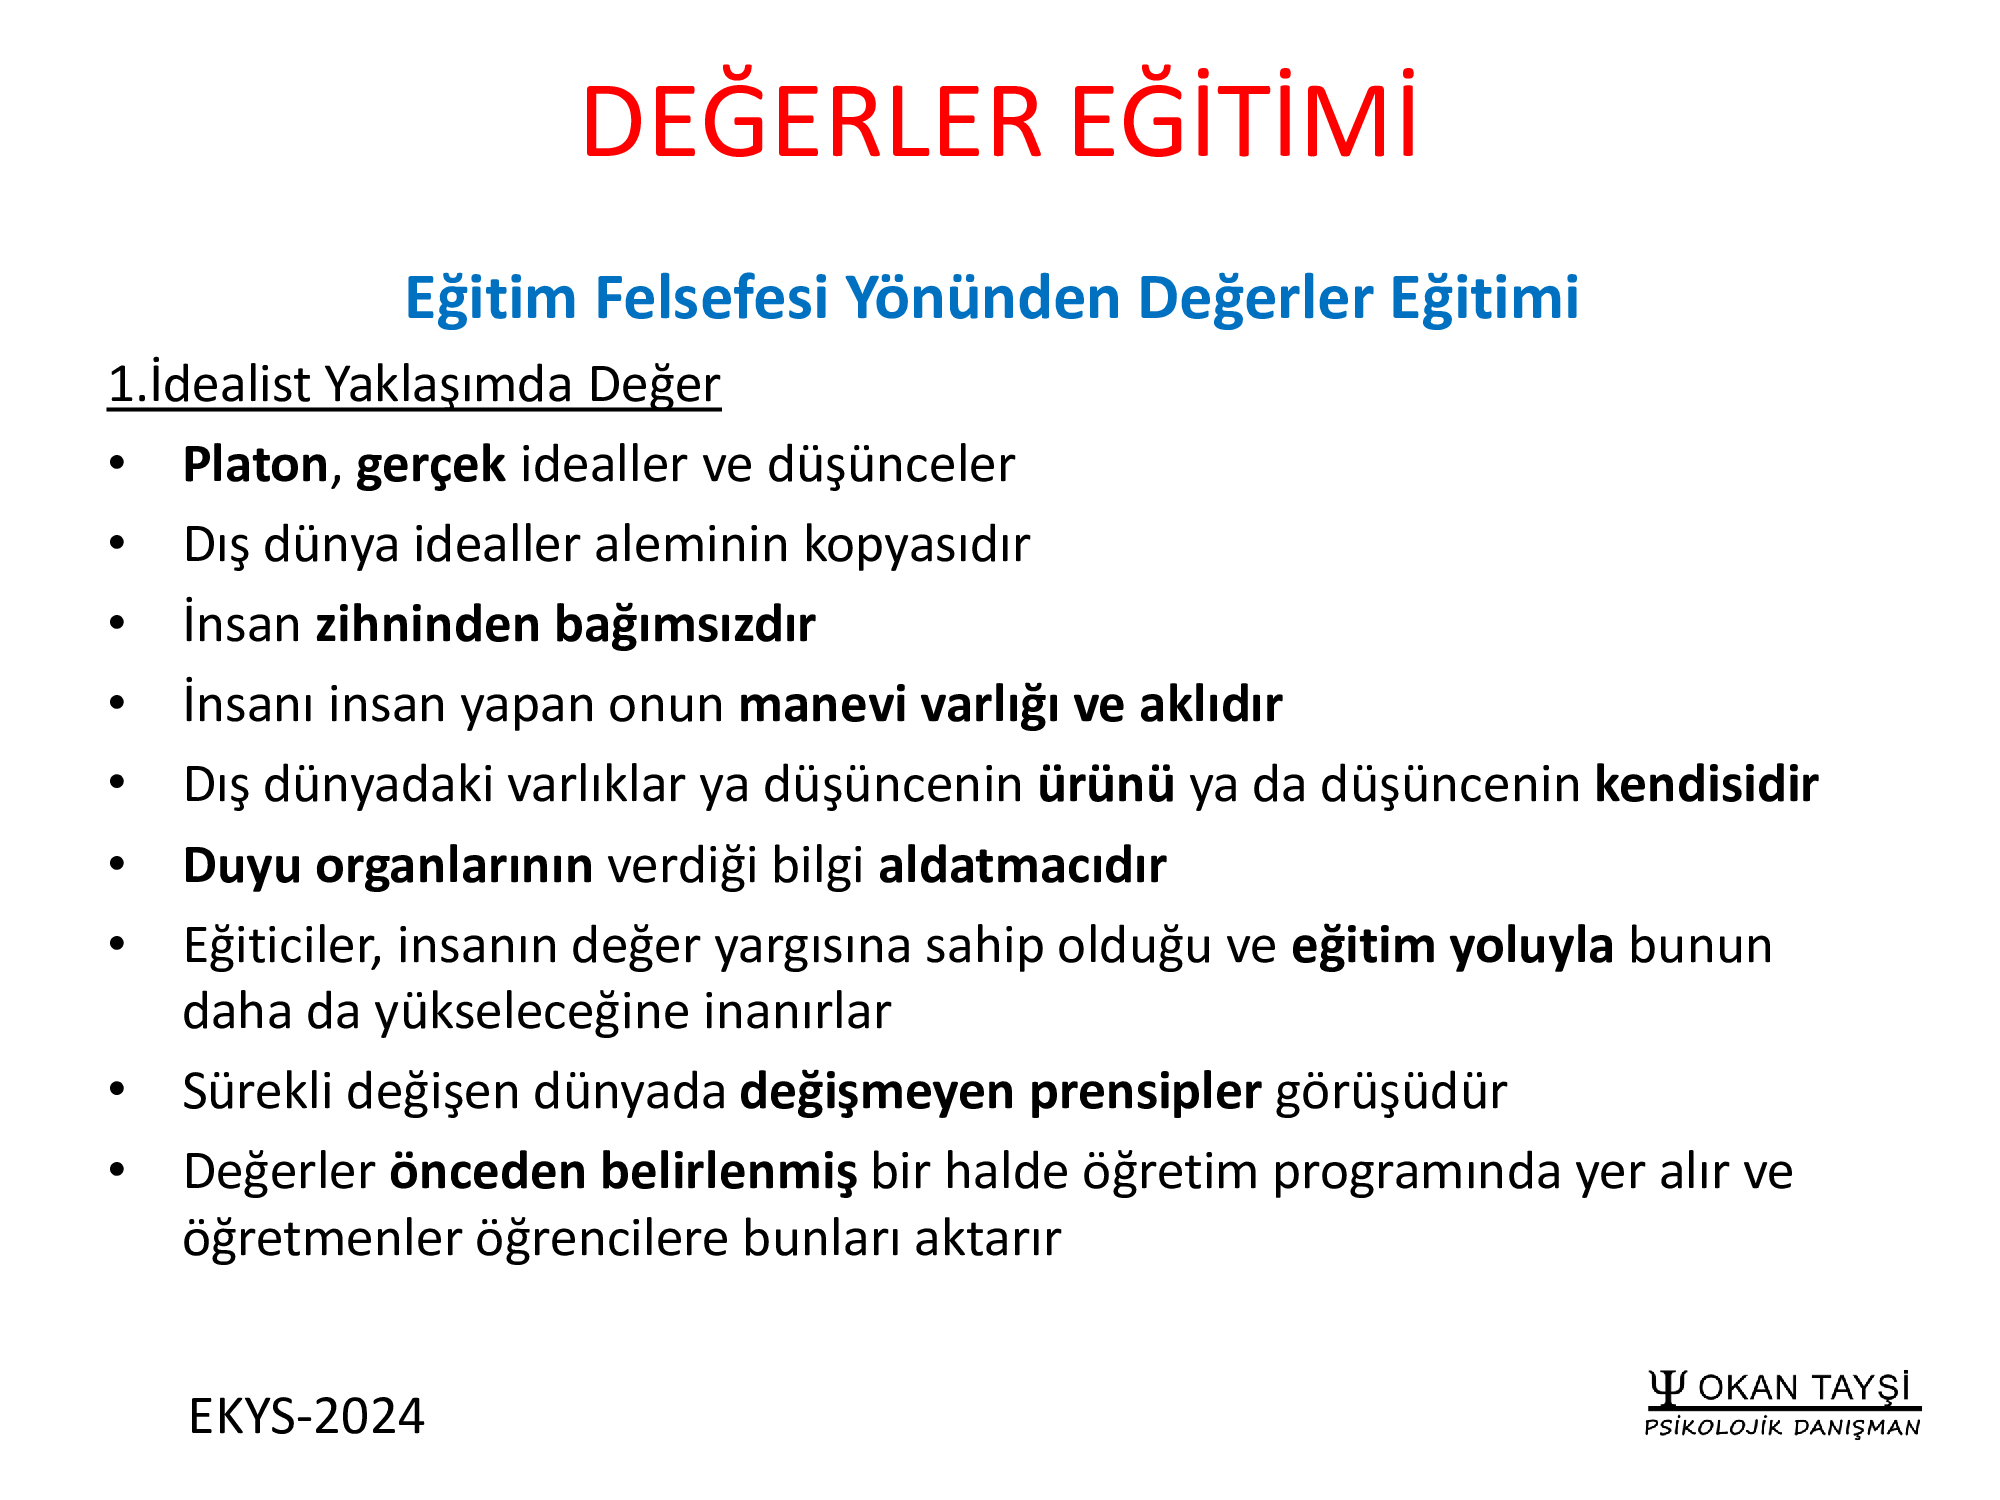 DEĞERLER EĞİTİMİ
Eğitim Felsefesi Yönünden Değerler Eğitimi
1.İdealist Yaklaşımda Değer
• Platon, gerçek idealler ve düşünceler
• Dış dünya idealler aleminin kopyasıdır
• İnsan zihninden bağımsızdır
• İnsanı insan yapan onun manevi varlığı ve aklıdır
• Dış dünyadaki varlıklar ya düşüncenin ürünü ya da düşüncenin kendisidir
• Duyu organlarının verdiği bilgi aldatmacıdır
• Eğiticiler, insanın değer yargısına sahip olduğu ve eğitim yoluyla bunun
daha da yükseleceğine inanırlar
• Sürekli değişen dünyada değişmeyen prensipler görüşüdür
• Değerler önceden belirlenmiş bir halde öğretim programında yer alır ve
öğretmenler öğrencilere bunları aktarır
EKYS-2024
Ψ OKAN TAYŞİ
PSİKOLOJİK DANIŞMAN